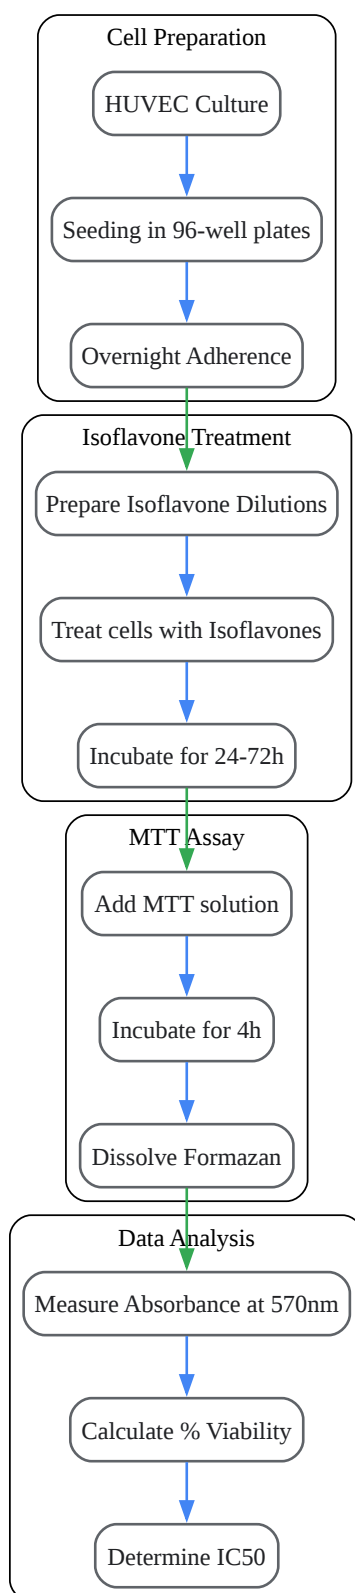 Cell Preparation
HUVEC Culture
Seeding in 96-well plates
Overnight Adherence
Isoflavone Treatment
Prepare Isoflavone Dilutions
Treat cells with Isoflavones
Incubate for 24-72h
MTT Assay
Add MTT solution
Incubate for 4h
Dissolve Formazan
Data Analysis
Measure Absorbance at 570nm
Calculate % Viability
Determine IC50